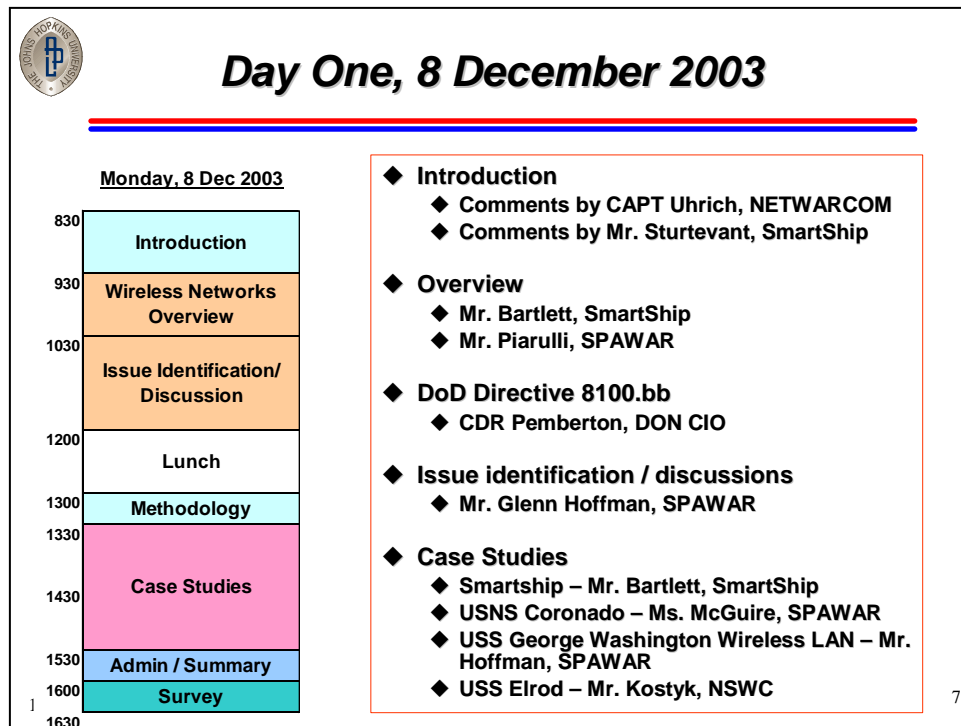 THE JOHNS HOPKINS UNIVERSITY
APL
Day One, 8 December 2003
Monday, 8 Dec 2003
830
Introduction
930
Wireless Networks
Overview
1030
Issue Identification/
Discussion
1200
Lunch
1300
Methodology
1330
Case Studies
1430
1530
Admin / Summary
1600
Survey
1630
◆ Introduction
◆ Comments by CAPT Uhrich, NETWARCOM
◆ Comments by Mr. Sturtevant, SmartShip
◆ Overview
◆ Mr. Bartlett, SmartShip
◆ Mr. Piarulli, SPAWAR
◆ DoD Directive 8100.bb
◆ CDR Pemberton, DON CIO
◆ Issue identification / discussions
◆ Mr. Glenn Hoffman, SPAWAR
◆ Case Studies
◆ Smartship – Mr. Bartlett, SmartShip
◆ USNS Coronado – Ms. McGuire, SPAWAR
◆ USS George Washington Wireless LAN – Mr.
Hoffman, SPAWAR
◆ USS Elrod – Mr. Kostyk, NSWC
7